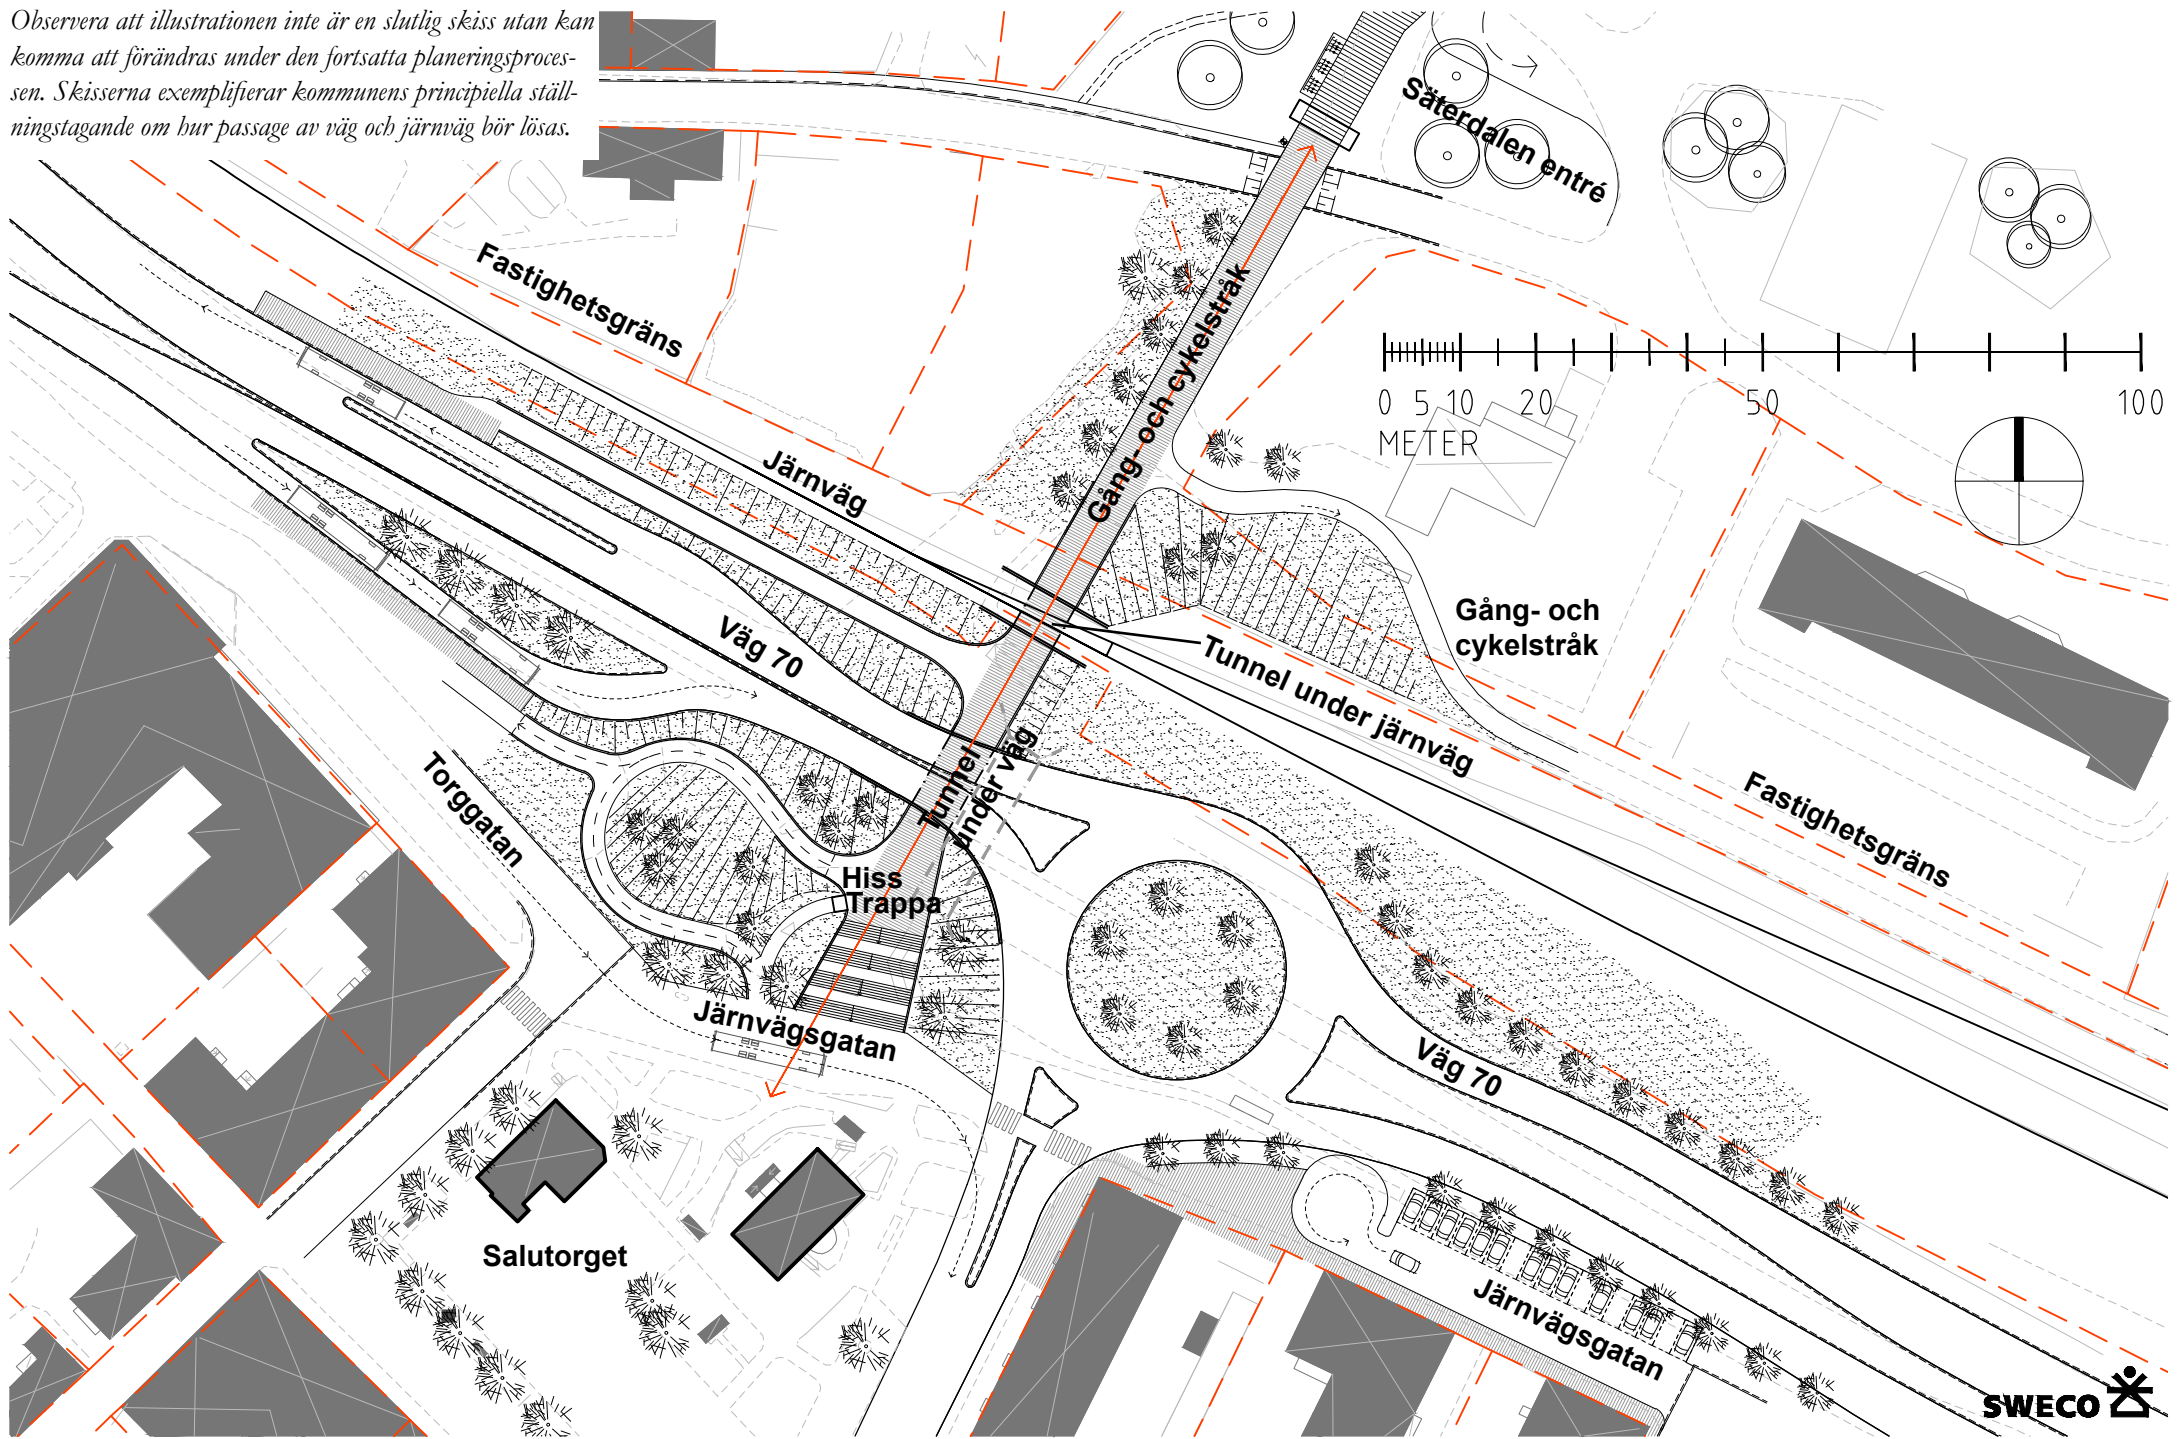 Observera att illustrationen inte är en slutlig skiss utan kan
komma att förändras under den fortsatta planeringsproces-
sen. Skisserna exemplifierar kommunens principiella ställ-
ningstagande om hur passage av väg och järnväg bör lösas.
Säterdalen entré
Fastighetsgräns
Gång- och cykelstråk
0 5 10 20 50 100
METER
Järnväg
Gång- och
cykelstråk
Väg 70
Tunnel under järnväg
Tunnel
under väg
Torggatan
Fastighetsgräns
Hiss
Trappa
Järnvägsgatan
Väg 70
Salutorget
Järnvägsgatan
SWECO